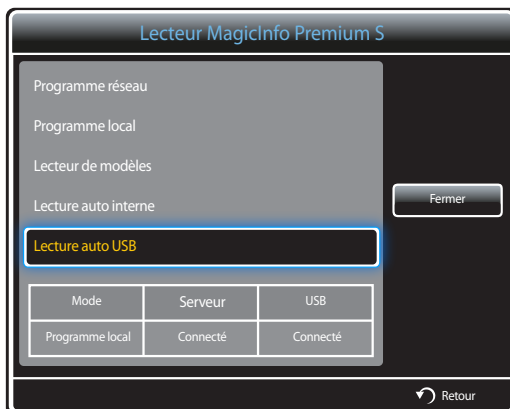 Lecteur MagicInfo Premium S
Programme réseau
Programme local
Lecteur de modèles
Lecture auto interne
Fermer
Lecture auto USB
Mode Serveur USB
Programme local Connecté Connecté
Retour